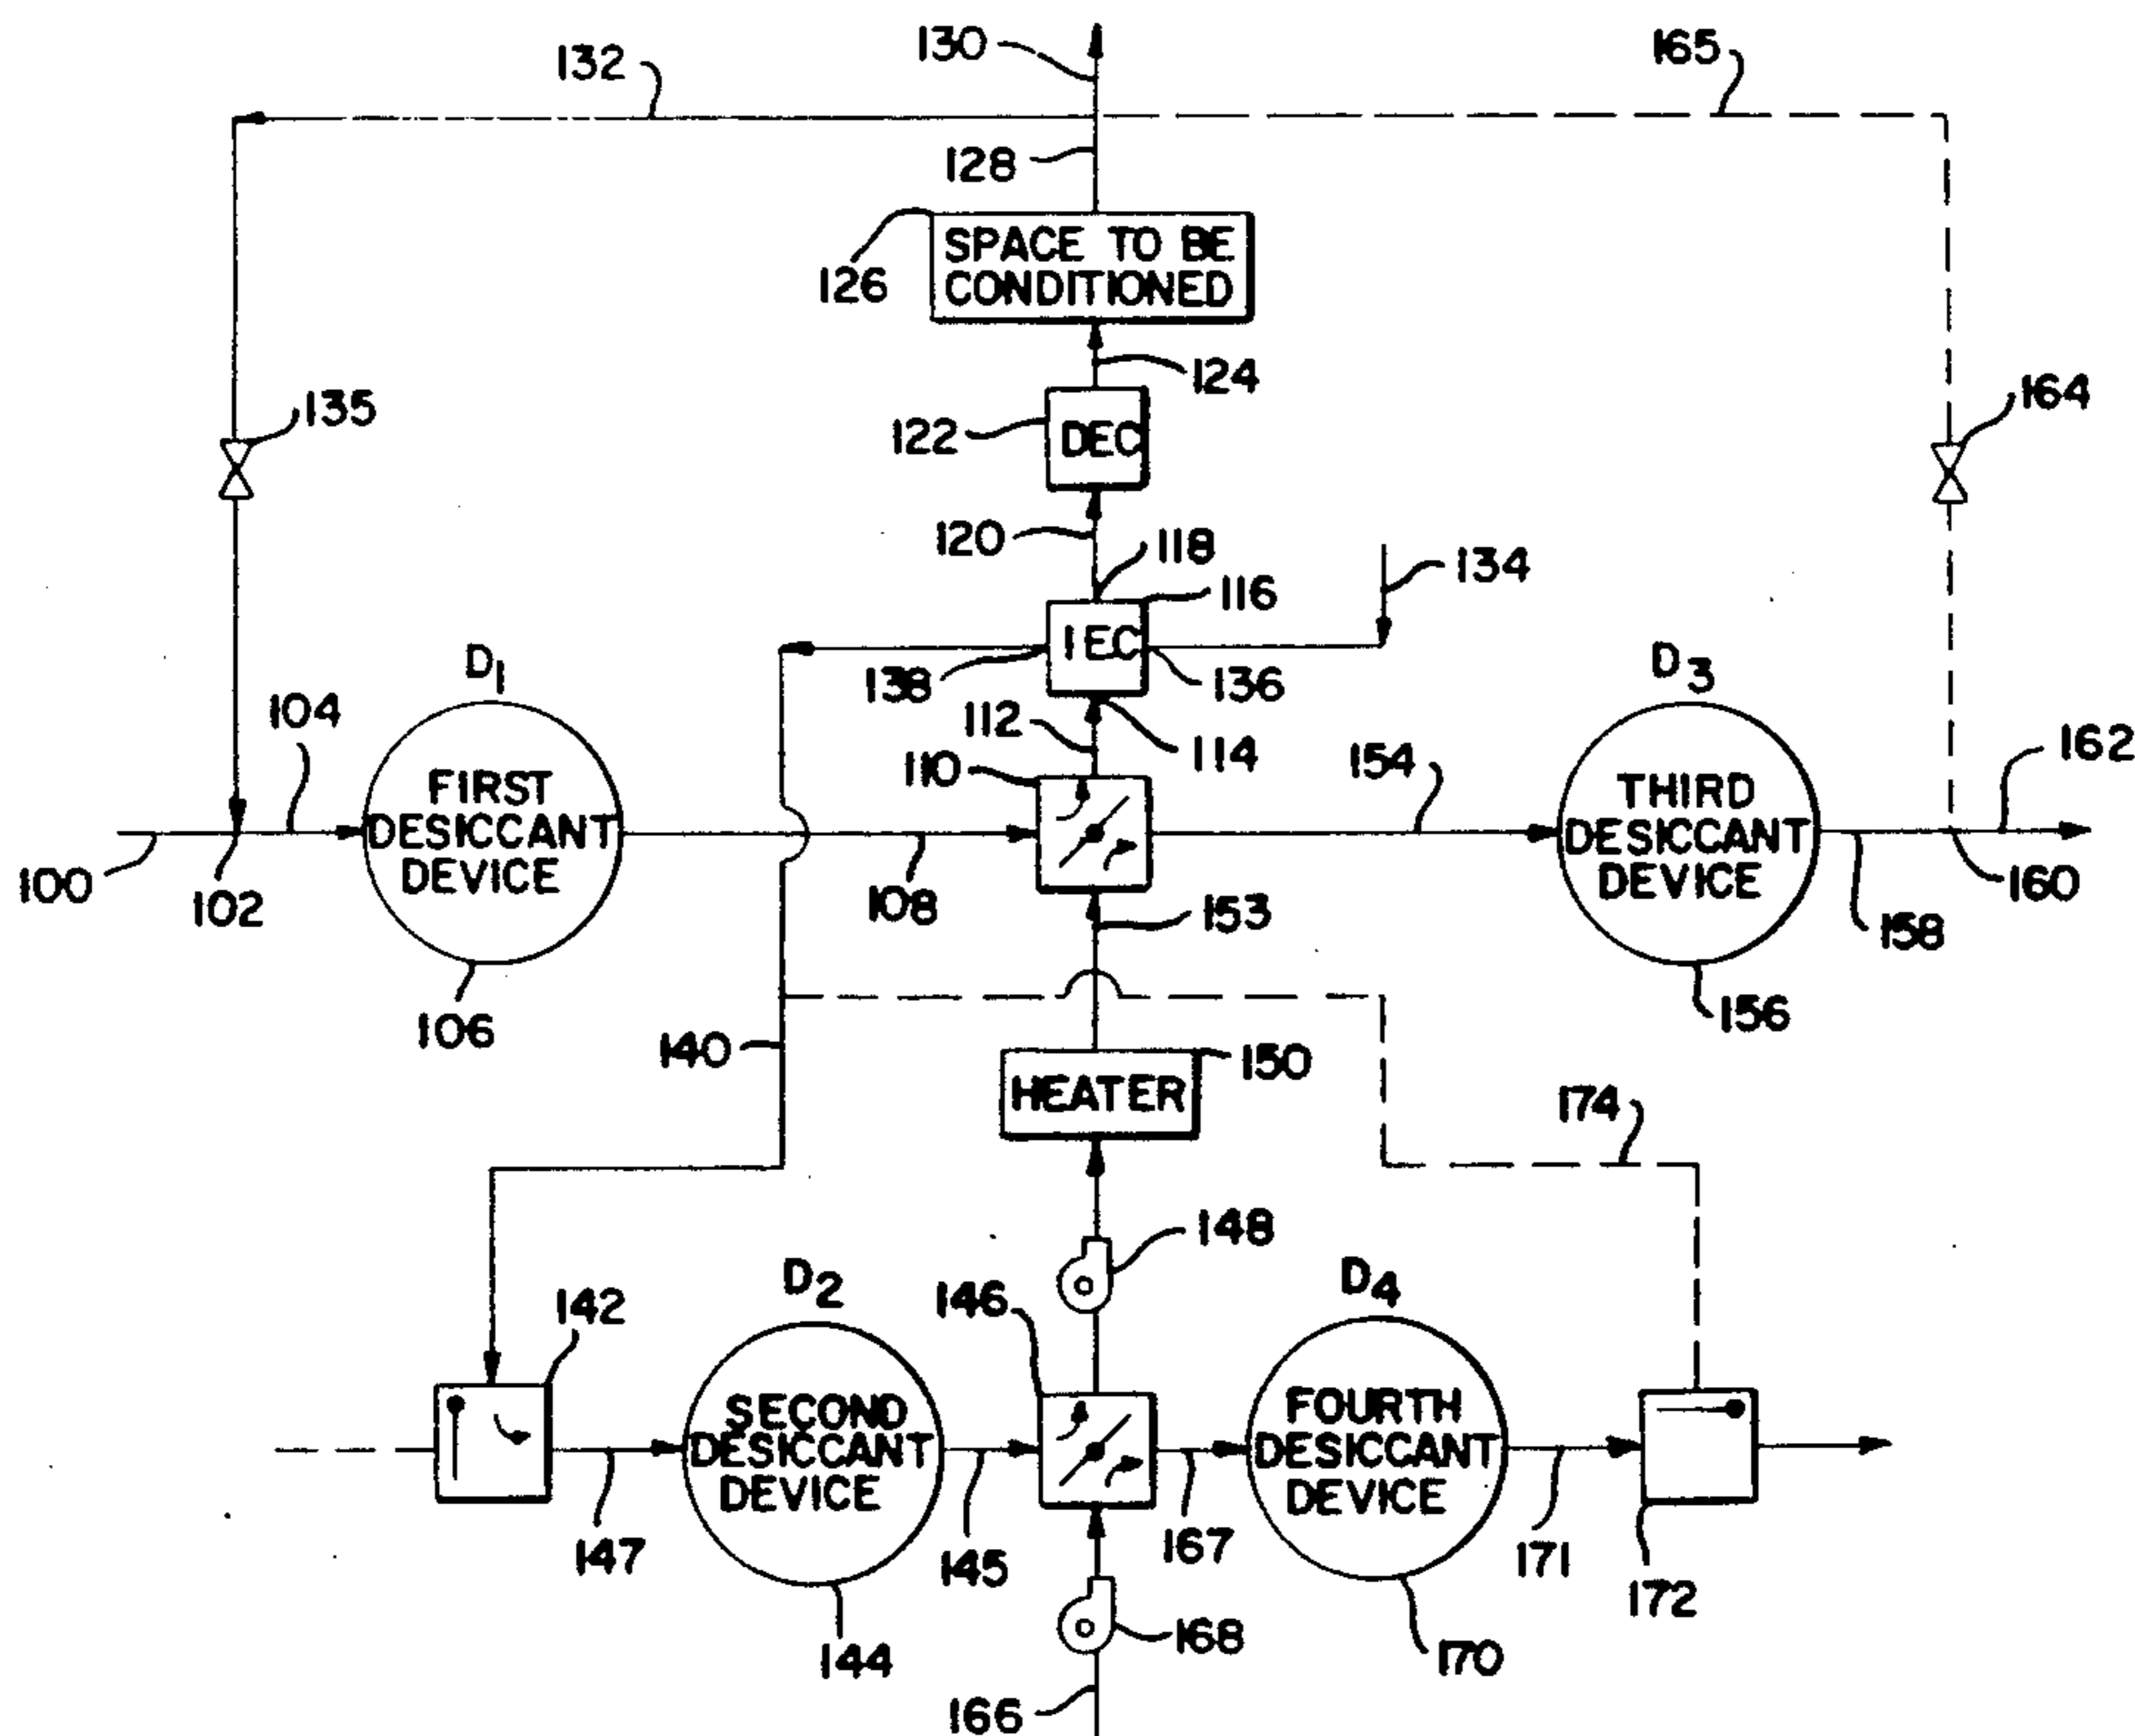 130
132
165
128
SPACE TO BE
CONDITIONED
126
124
135
122
DEC
164
120
118
134
116
IEC
138
136
D1
D3
104
112
114
110
154
162
FIRST
DESICCANT
DEVICE
THIRD
DESICCANT
DEVICE
100
102
108
153
158
160
106
156
140
HEATER
150
174
148
D2
D4
142
146
SECOND
DESICCANT
DEVICE
FOURTH
DESICCANT
DEVICE
147
145
167
171
172
144
168
170
166